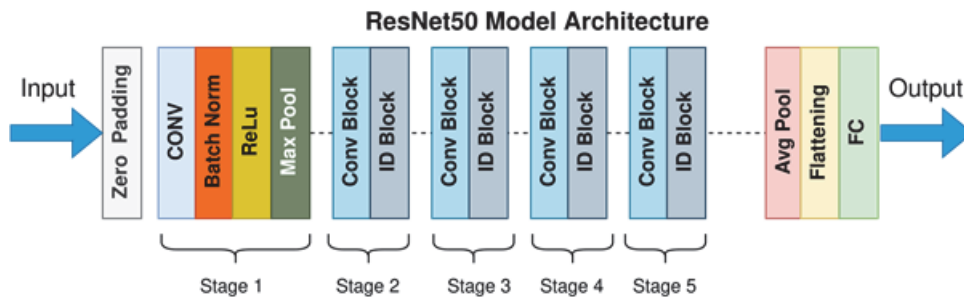 ResNet50 Model Architecture
Input
Zero Padding
CONV
Batch Norm
ReLu
Max Pool
Conv Block
ID Block
Conv Block
ID Block
Conv Block
ID Block
Conv Block
ID Block
Avg Pool
Flattening
FC
Output
Stage 1
Stage 2
Stage 3
Stage 4
Stage 5